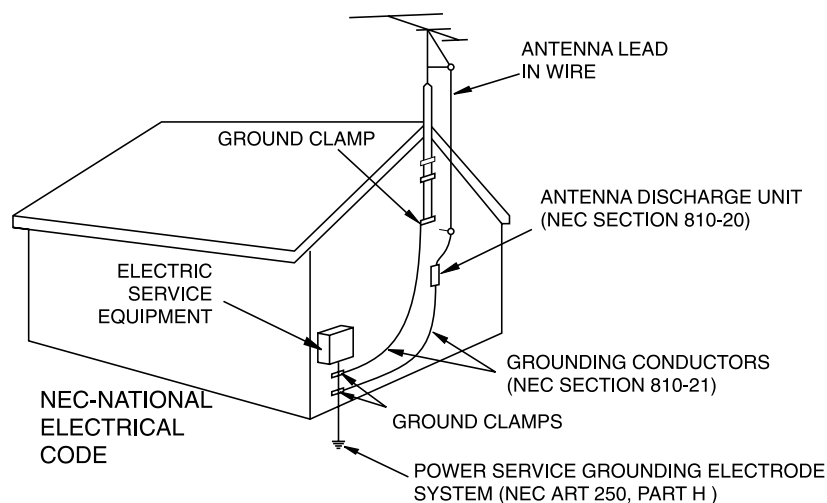 ANTENNA LEAD
IN WIRE
GROUND CLAMP
ANTENNA DISCHARGE UNIT
(NEC SECTION 810-20)
ELECTRIC
SERVICE
EQUIPMENT
GROUNDING CONDUCTORS
(NEC SECTION 810-21)
NEC-NATIONAL
ELECTRICAL
CODE
GROUND CLAMPS
POWER SERVICE GROUNDING ELECTRODE
SYSTEM (NEC ART 250, PART H )